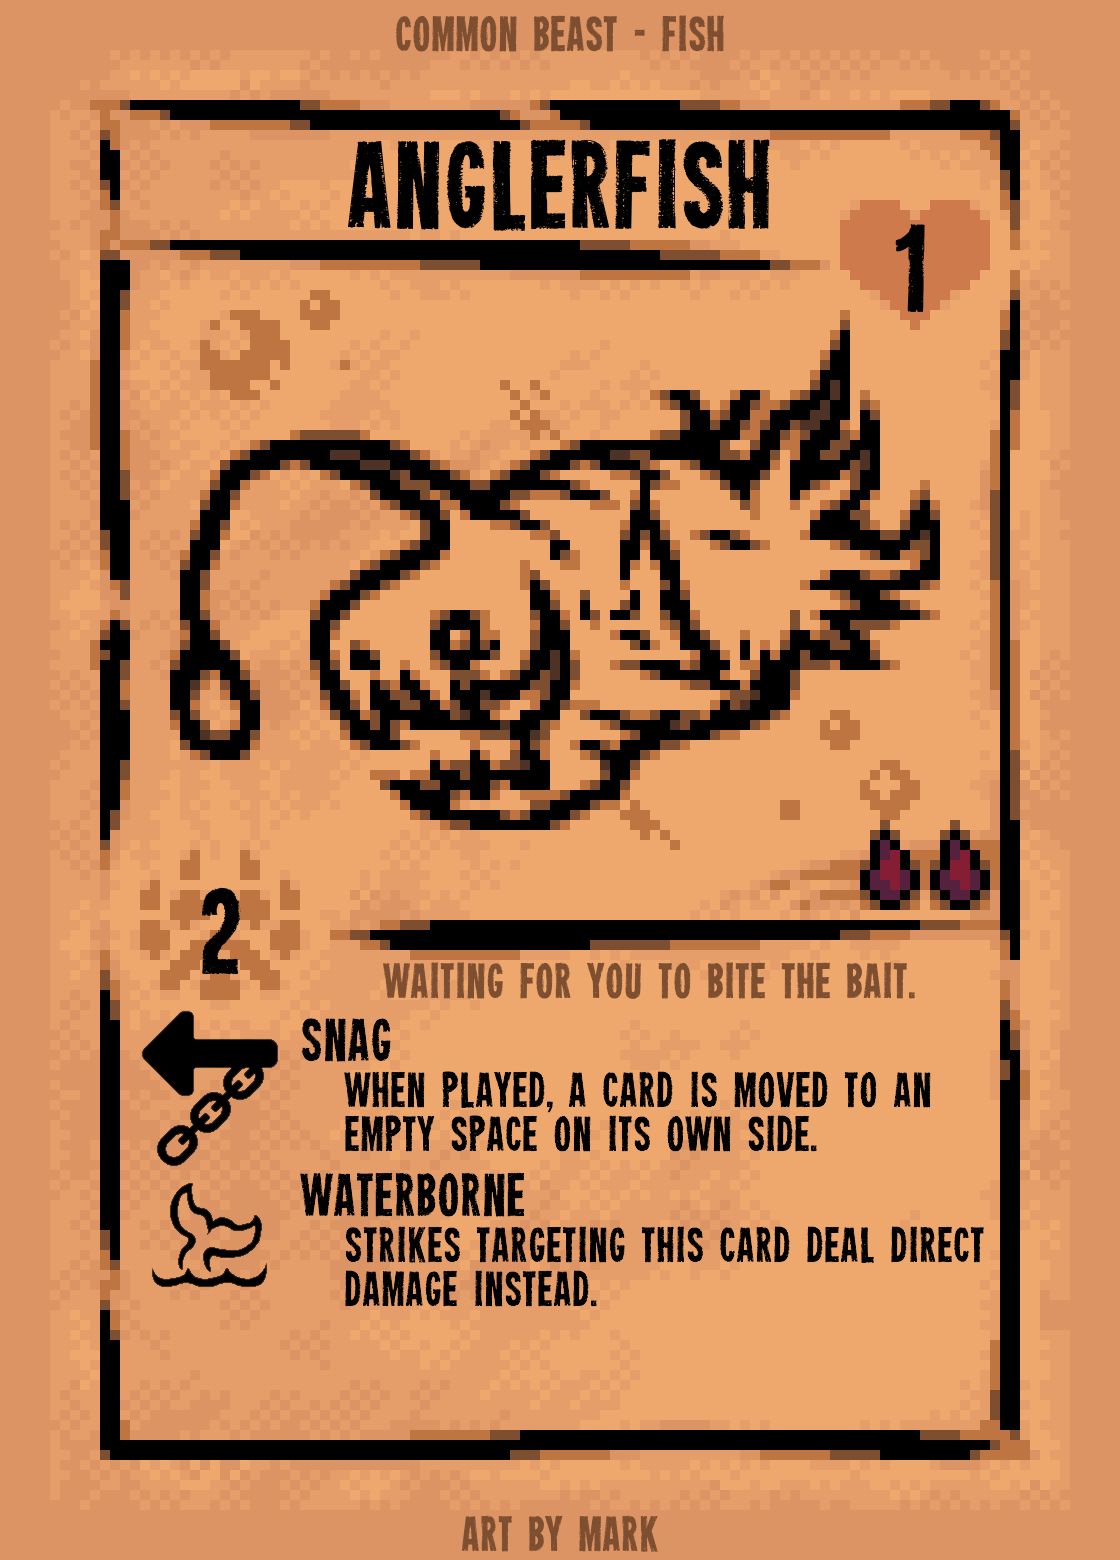 COMMON BEAST - FISH
ANGLERFISH
1
2
WAITING FOR YOU TO BITE THE BAIT.
SNAG
WHEN PLAYED, A CARD IS MOVED TO AN
EMPTY SPACE ON ITS OWN SIDE.
WATERBORNE
STRIKES TARGETING THIS CARD DEAL DIRECT
DAMAGE INSTEAD.
ART BY MARK